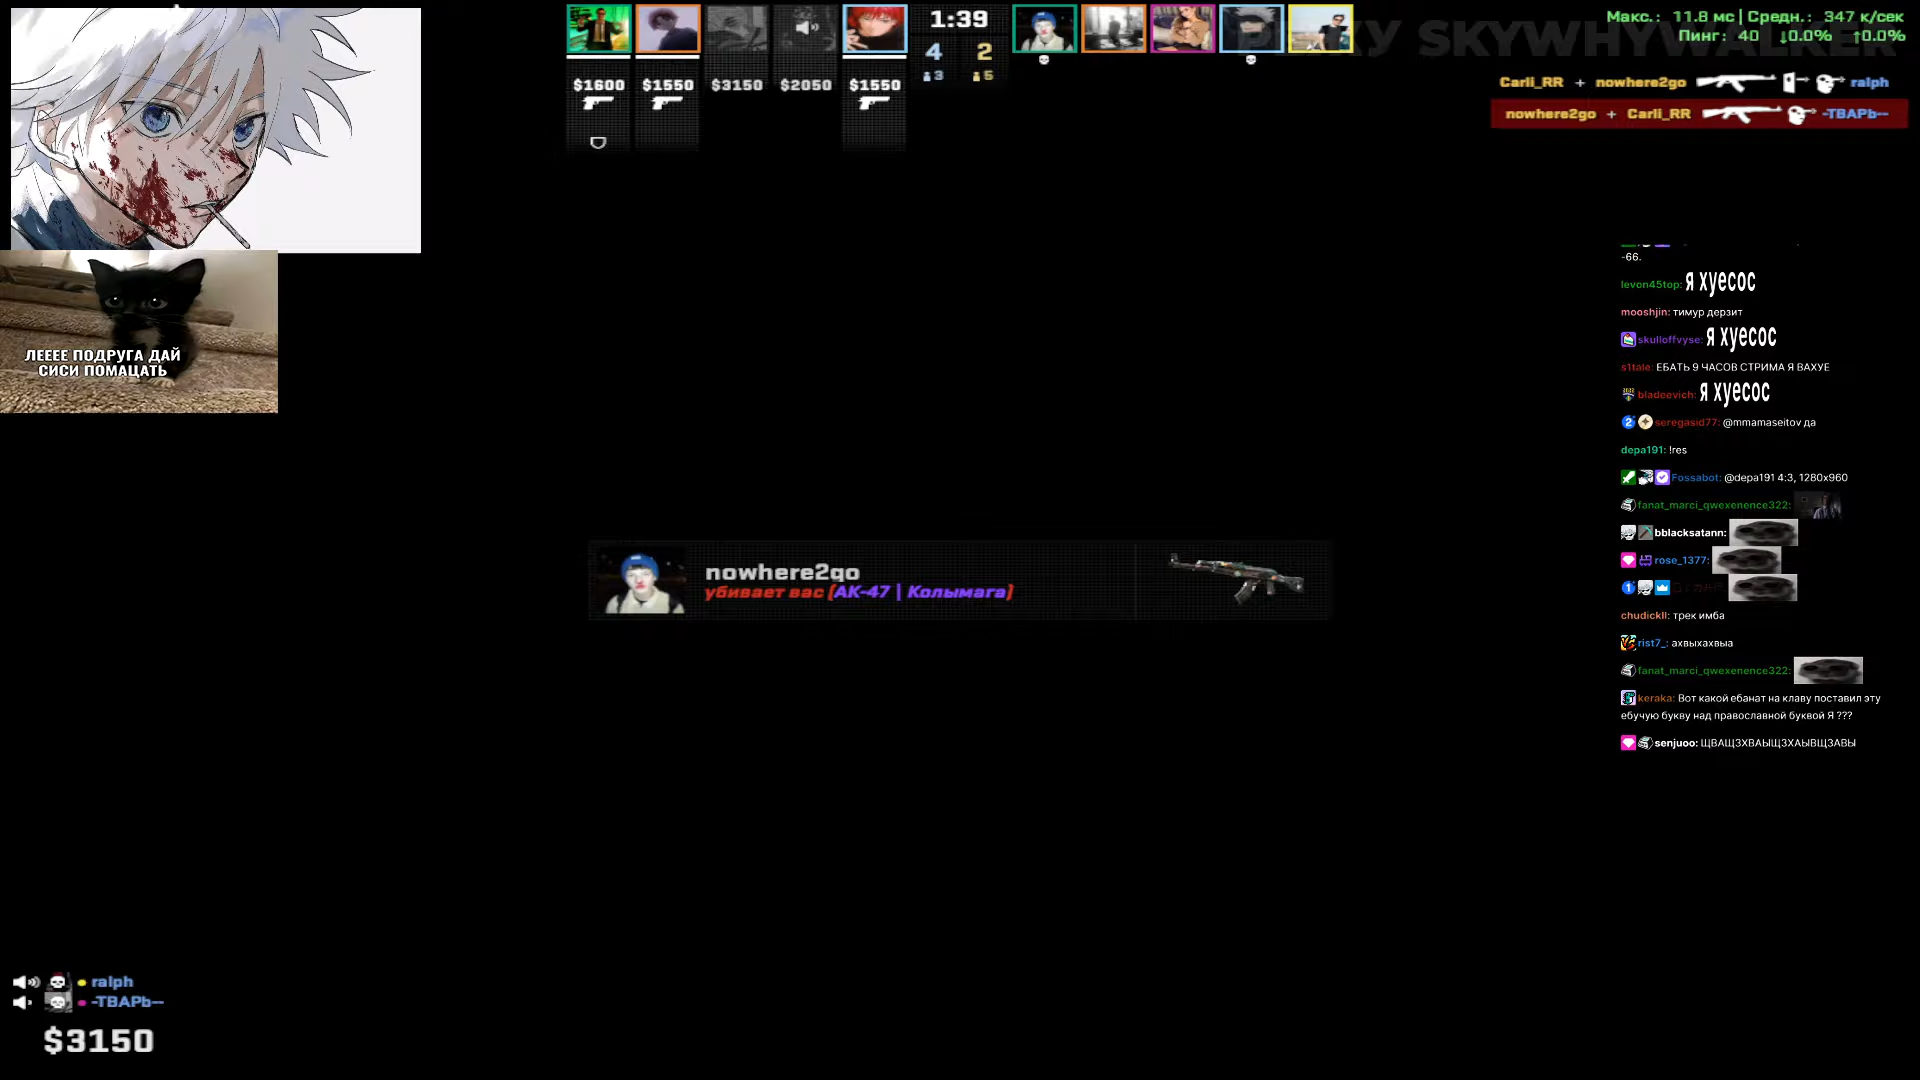 ЛЕЕЕЕ ПОДРУГА ДАЙ
СИСИ ПОМАЦАТЬ
$1600
$1550
$3150
$2050
$1550
1:39
4 2
3 5
SKYWHYWALKER
Макс.: 11.8 мс | Средн.: 347 к/сек
Пинг: 40 ↓0.0% ↑0.0%
Carli_RR + nowhere2go ralph
nowhere2go + Carli_RR -TBAPb--
-66.
levon45top: я хуесос
mooshjin: тимур дерзит
skulloffvyse: я хуесос
s1tale: ЕБАТЬ 9 ЧАСОВ СТРИМА Я ВАХУЕ
bladeevich: я хуесос
seregasid77: @mmamaseitov да
depa191: !res
Fossabot: @depa191 4:3, 1280x960
fanat_marci_qwexenence322:
bblacksatann:
rose_1377:
chudickll: трек имба
rist7_: ахвыхахвыа
fanat_marci_qwexenence322:
keraka: Вот какой ебанат на клаву поставил эту
ебучую букву над православной буквой Я ???
senjuoo: ЩВАЩЗХВАЫЩЗХАЫВЩЗАВЫ
nowhere2go
убивает вас (AK-47 | Колымага)
ralph
-TBAPb--
$3150